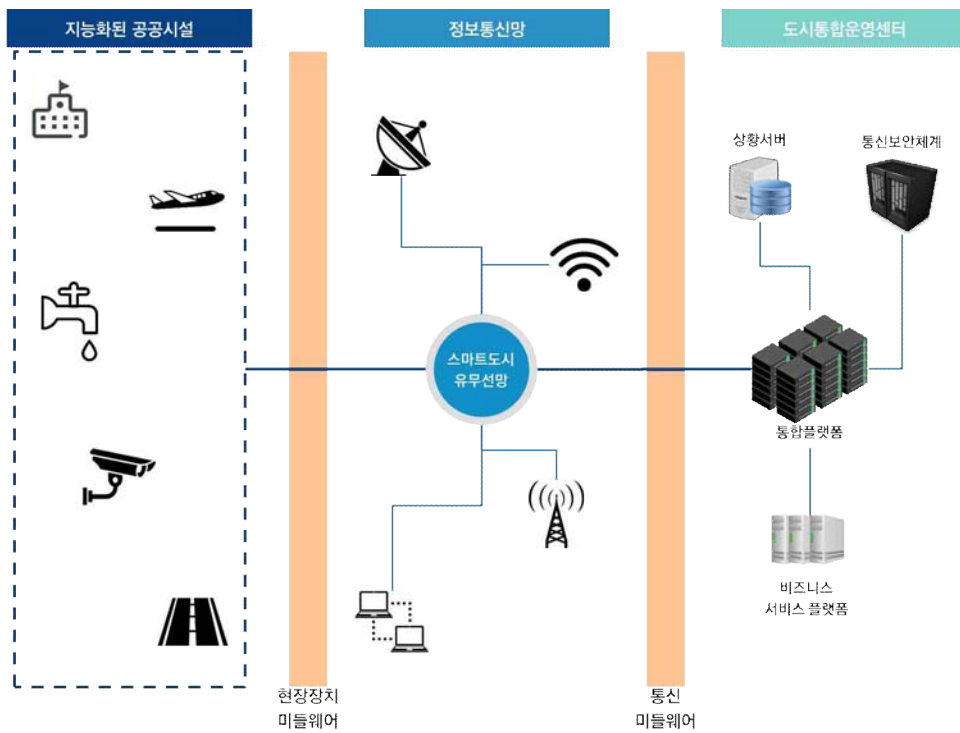 지능화된 공공시설
정보통신망
도시통합운영센터
상황서버
통신보안체계
스마트도시
유무선망
통합플랫폼
비즈니스
서비스 플랫폼
현장장치
미들웨어
통신
미들웨어